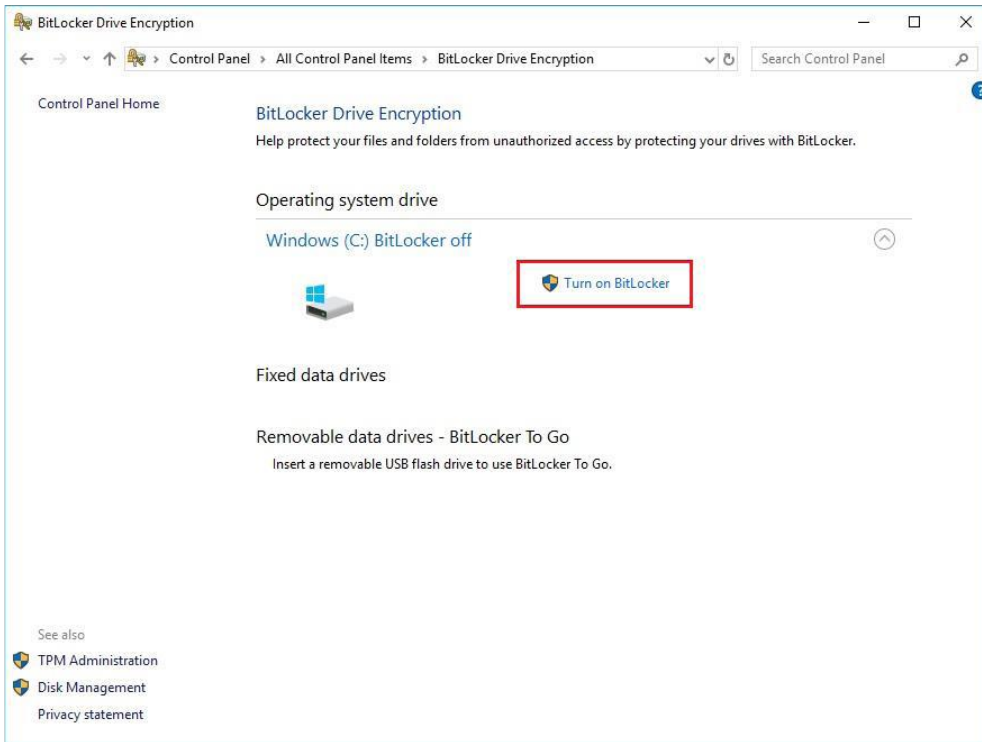 BitLocker Drive Encryption
Control Panel > All Control Panel Items > BitLocker Drive Encryption
Search Control Panel
Control Panel Home
?
BitLocker Drive Encryption
Help protect your files and folders from unauthorized access by protecting your drives with BitLocker.
Operating system drive
Windows (C:) BitLocker off
Turn on BitLocker
Fixed data drives
Removable data drives - BitLocker To Go
Insert a removable USB flash drive to use BitLocker To Go.
See also
TPM Administration
Disk Management
Privacy statement